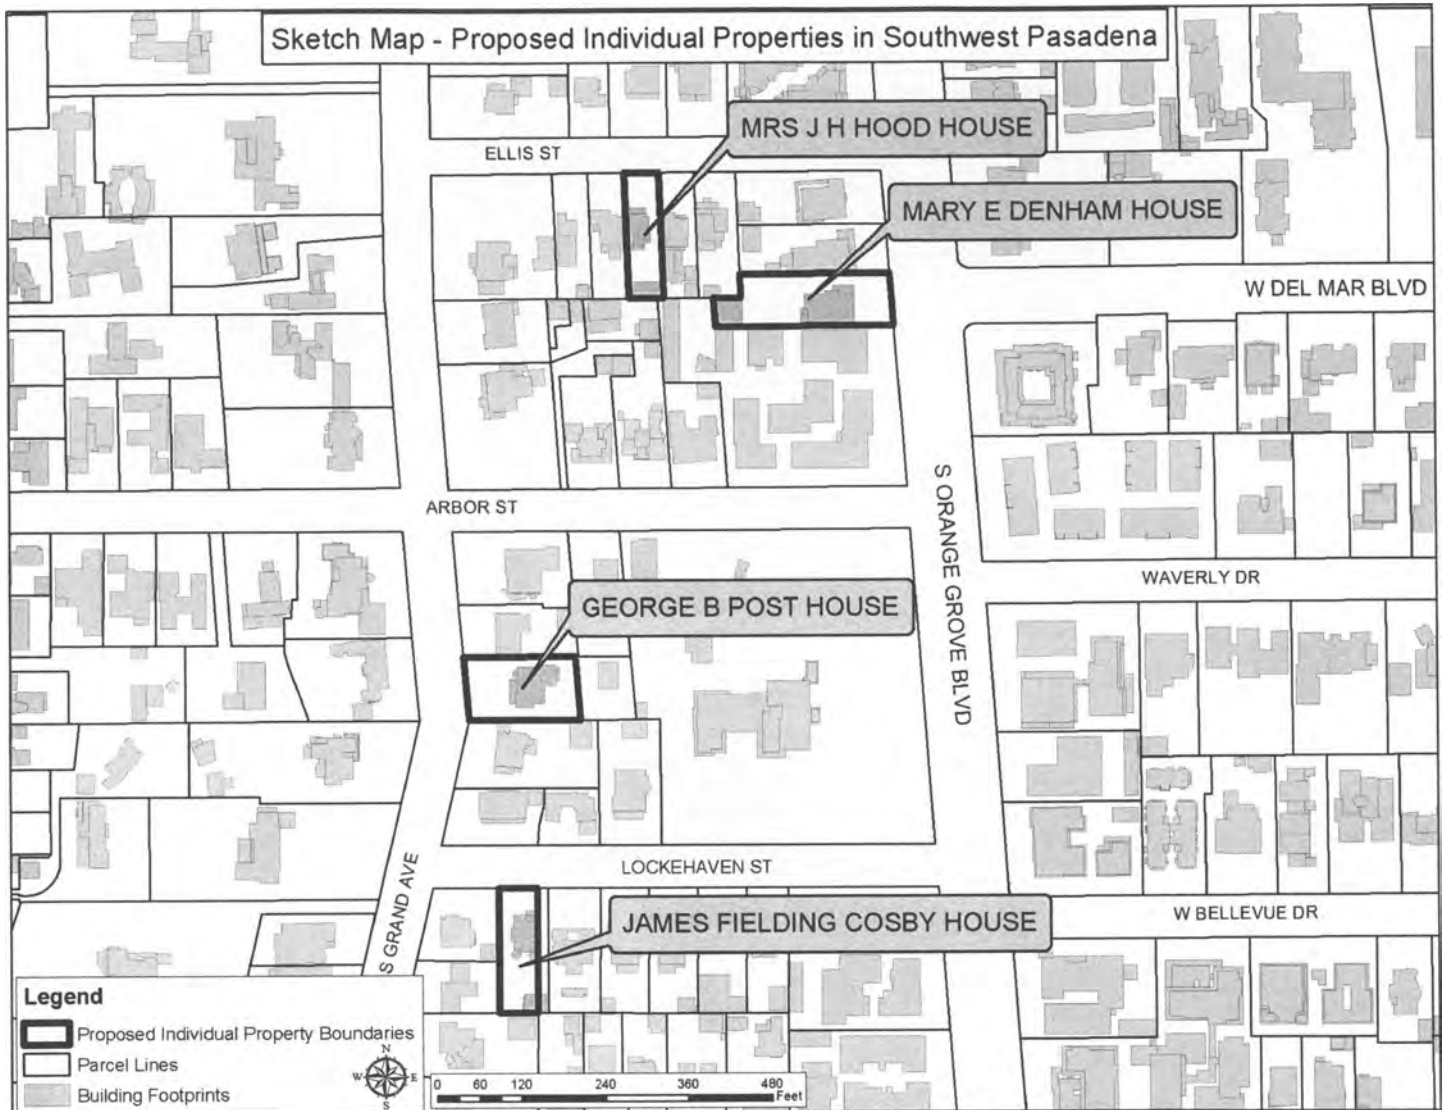 Sketch Map - Proposed Individual Properties in Southwest Pasadena
MRS J H HOOD HOUSE
ELLIS ST
MARY E DENHAM HOUSE
W DEL MAR BLVD
S ORANGE GROVE BLVD
ARBOR ST
WAVERLY DR
GEORGE B POST HOUSE
LOCKEHAVEN ST
S GRAND AVE
W BELLEVUE DR
JAMES FIELDING COSBY HOUSE
Legend
Proposed Individual Property Boundaries
Parcel Lines
Building Footprints
N
W E
S
0 60 120 240 360 480
Feet